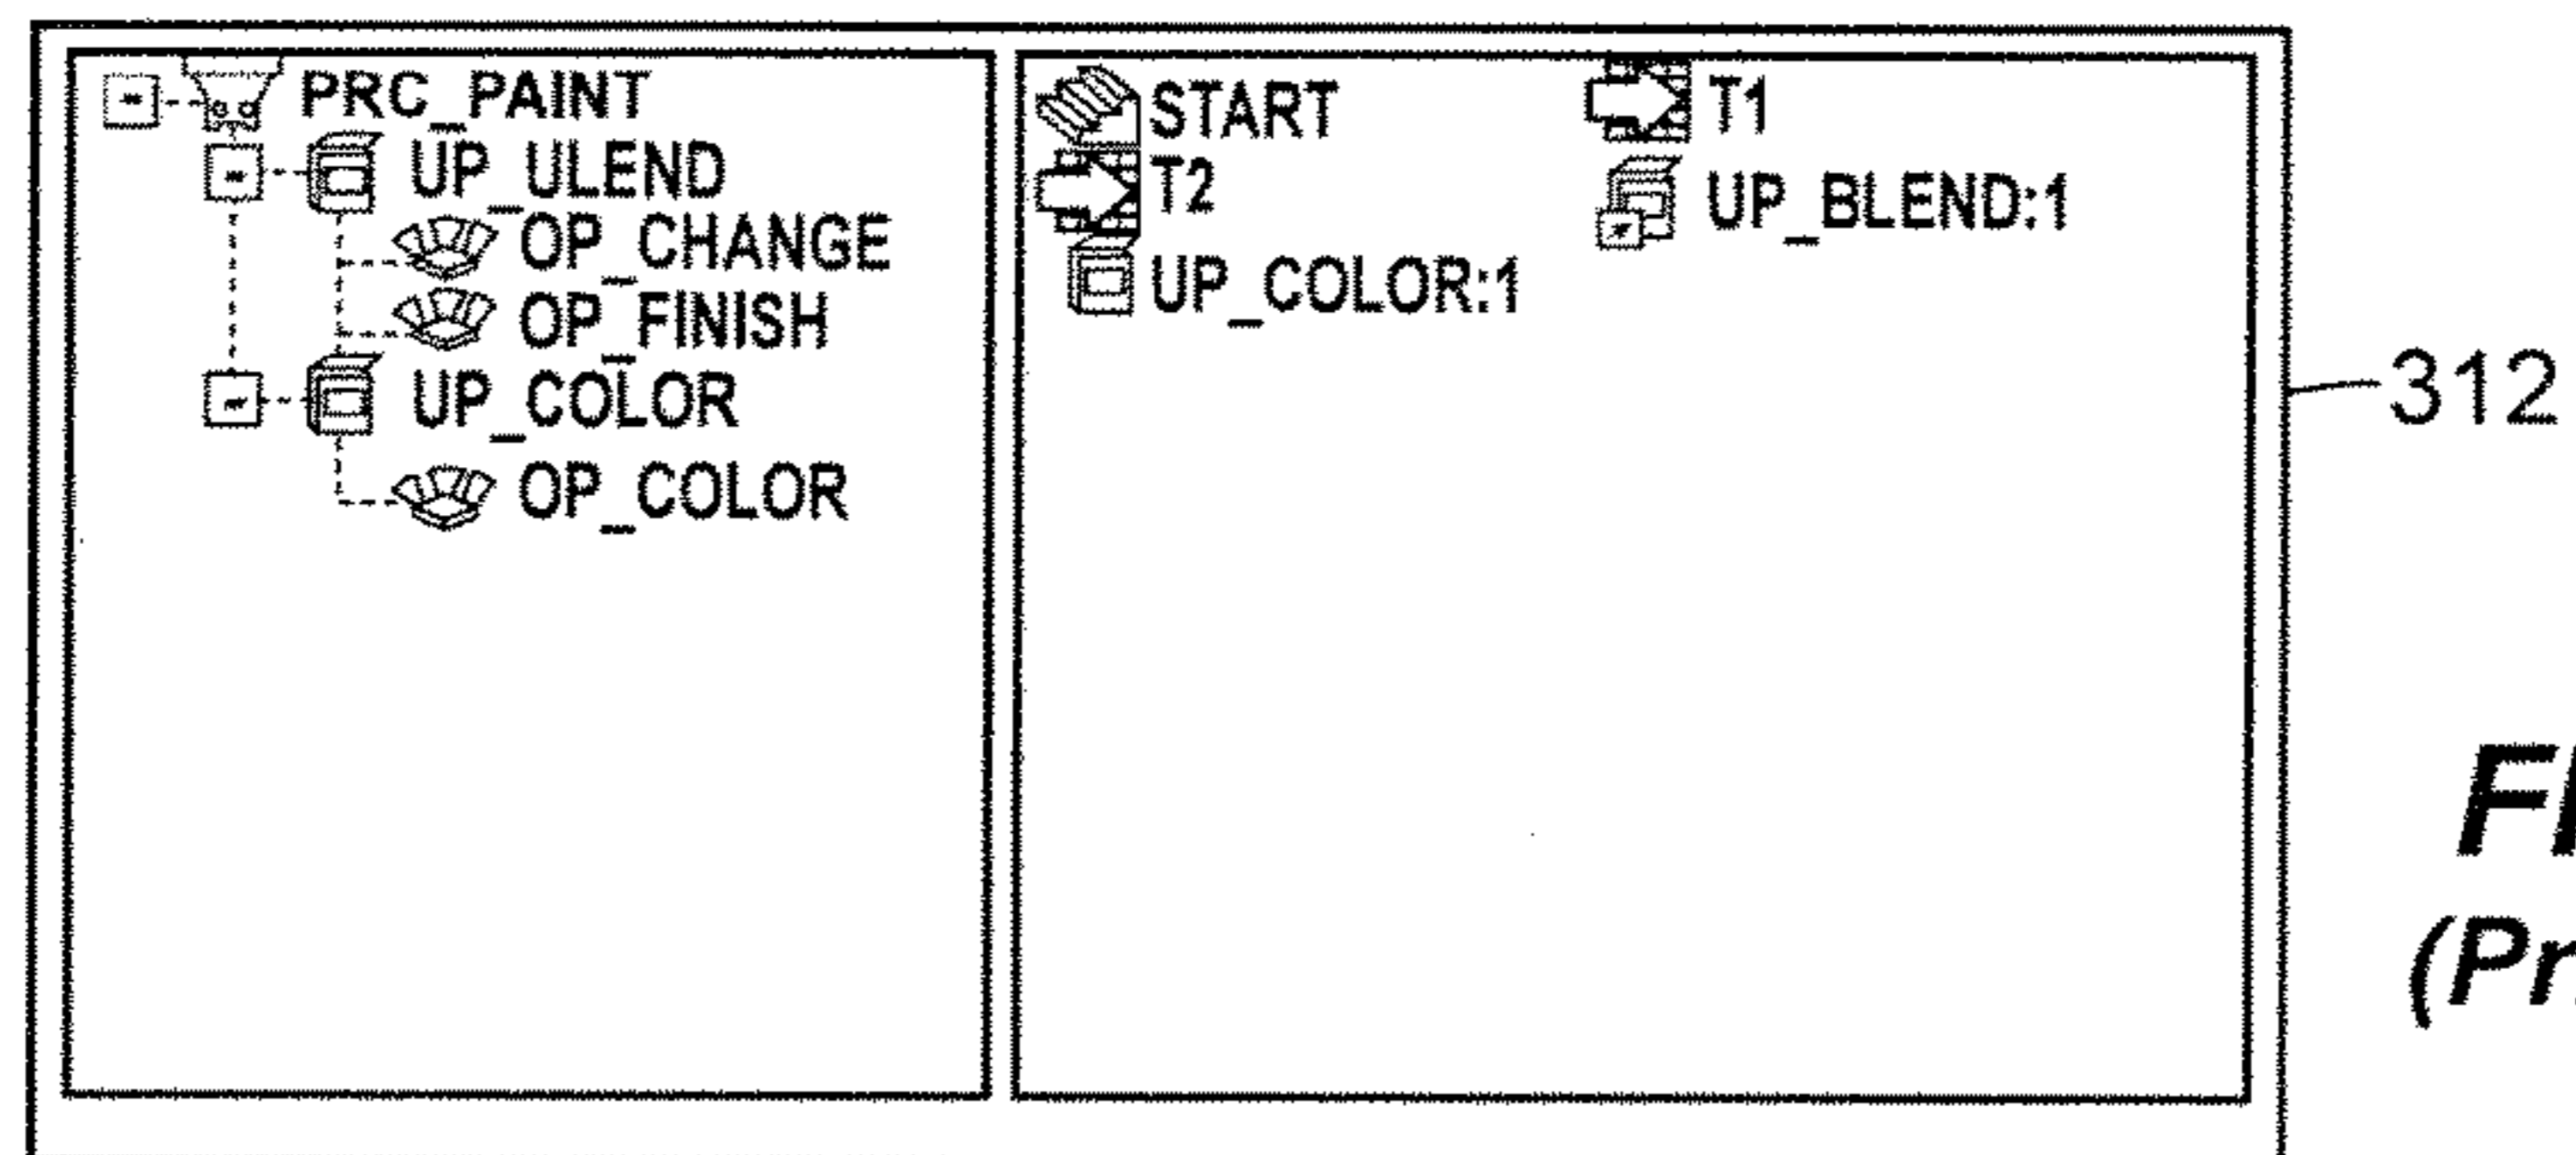 PRC_PAINT
UP_ULEND
OP_CHANGE
OP_FINISH
UP_COLOR
OP_COLOR
START
T1
T2
UP_BLEND:1
UP_COLOR:1
312